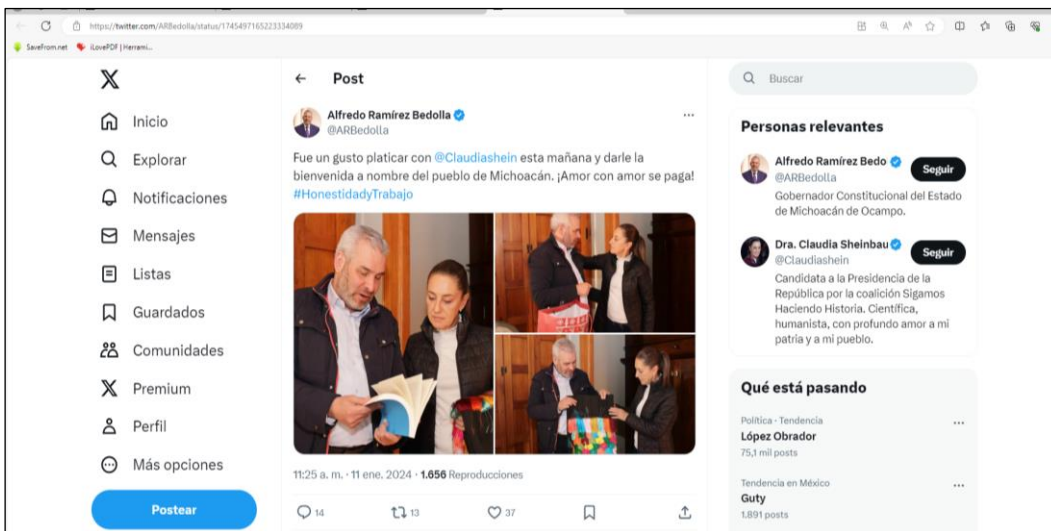 https://twitter.com/ARBedolla/status/1745497165223334089
SaveFrom.net
iLovePDF | Herrami...
Inicio
Explorar
Notificaciones
Mensajes
Listas
Guardados
Comunidades
Premium
Perfil
Más opciones
Postear
Post
Alfredo Ramírez Bedolla
@ARBedolla
Fue un gusto platicar con @Claudiashein esta mañana y darle la
bienvenida a nombre del pueblo de Michoacán. ¡Amor con amor se paga!
#HonestidadyTrabajo
11:25 a. m. · 11 ene. 2024 · 1.656 Reproducciones
14
13
37
Buscar
Personas relevantes
Alfredo Ramírez Bedo
@ARBedolla
Seguir
Gobernador Constitucional del Estado
de Michoacán de Ocampo.
Dra. Claudia Sheinbau
@Claudiashein
Seguir
Candidata a la Presidencia de la
República por la coalición Sigamos
Haciendo Historia. Científica,
humanista, con profundo amor a mi
patria y a mi pueblo.
Qué está pasando
Política · Tendencia
López Obrador
75,1 mil posts
Tendencia en México
Guty
1.891 posts